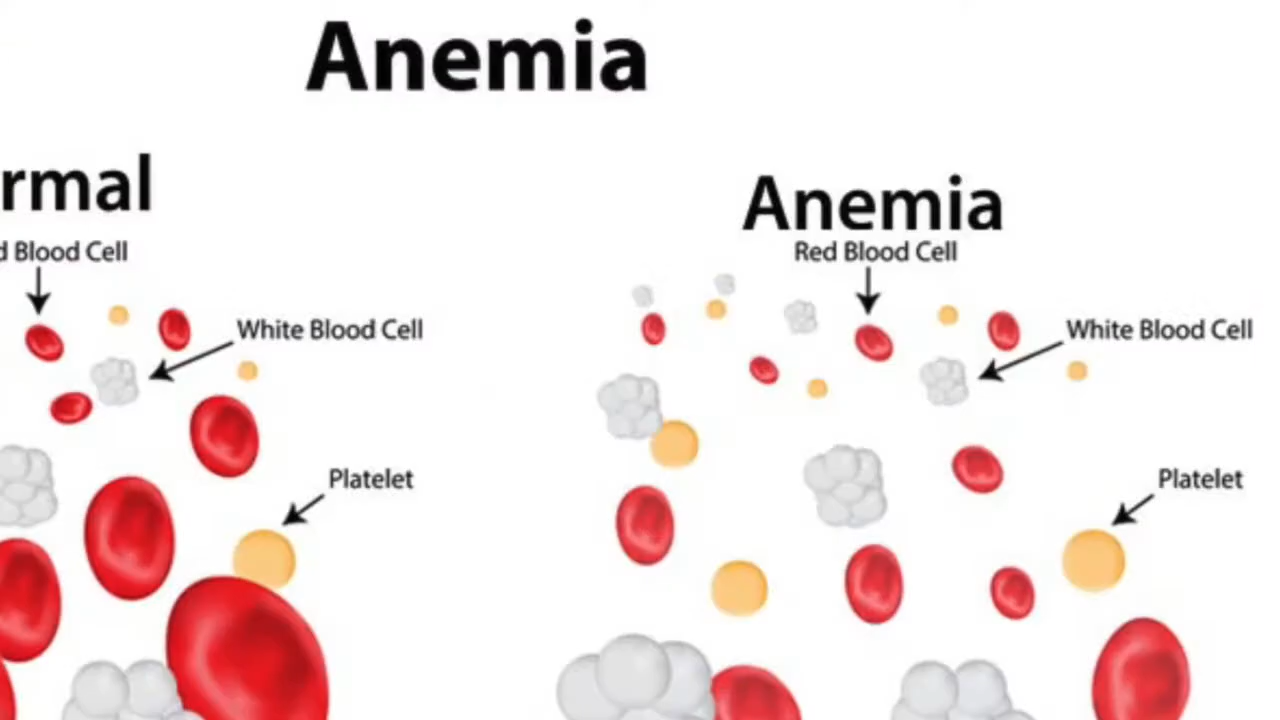 Anemia
rmal
d Blood Cell
White Blood Cell
Platelet
Anemia
Red Blood Cell
White Blood Cell
Platelet